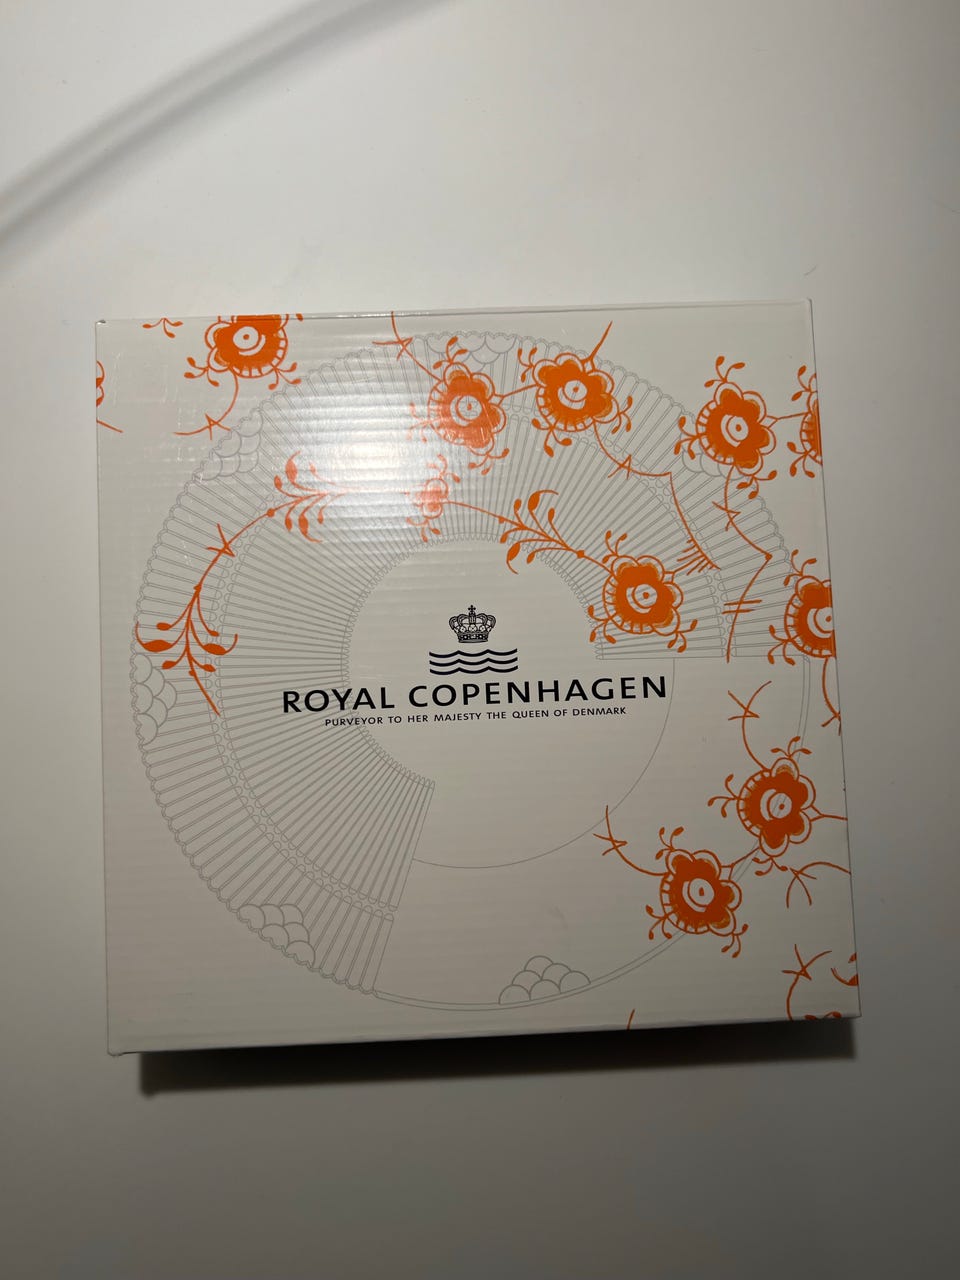 ROYAL COPENHAGEN
PURVEYOR TO HER MAJESTY THE QUEEN OF DENMARK